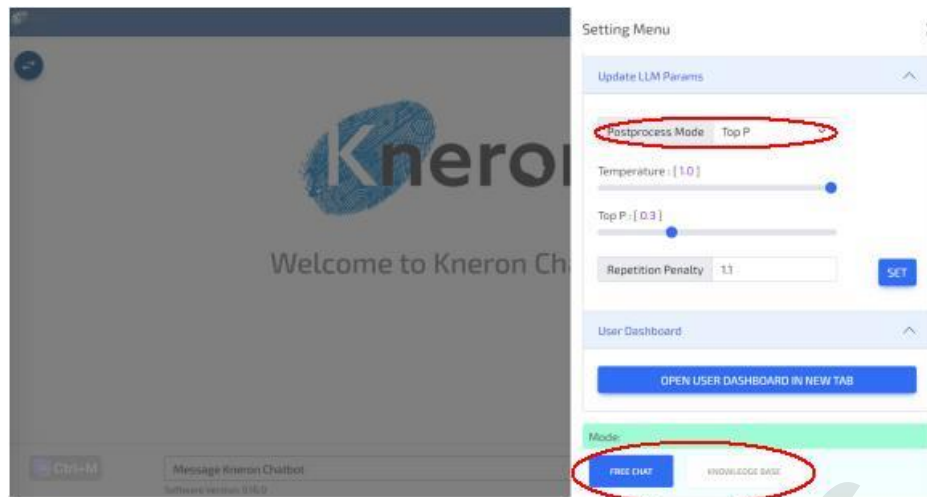 Setting Menu
Update LLM Params
Postprocess Mode Top P
Temperature : [ 1.0 ]
Top P : [ 0.3 ]
Repetition Penalty 1.1
SET
User Dashboard
OPEN USER DASHBOARD IN NEW TAB
Mode:
FREE CHAT KNOWLEDGE BASE
Kneron
Welcome to Kneron Ch
Ctrl+M
Message Kneron Chatbot